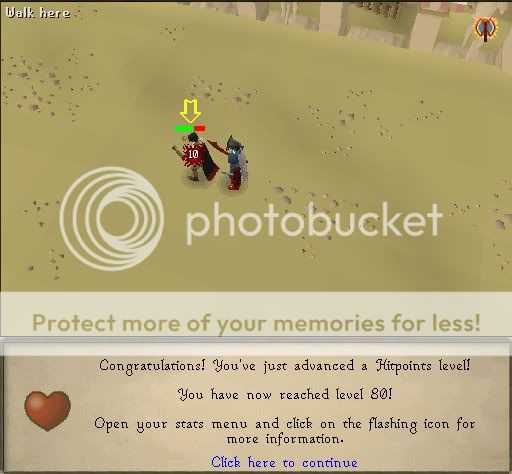 Walk here
10
photobucket
Protect more of your memories for less!
Congratulations! You've just advanced a Hitpoints level!
You have now reached level 80!
Open your stats menu and click on the flashing icon for
more information.
Click here to continue